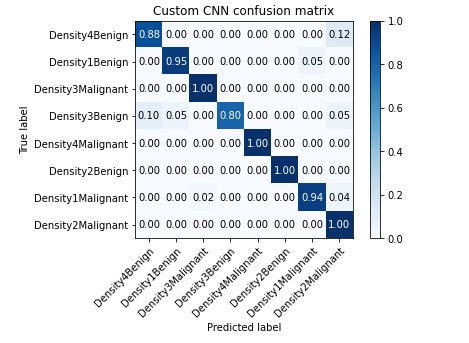 Custom CNN confusion matrix
True label
Density4Benign 0.88 0.00 0.00 0.00 0.00 0.00 0.00 0.12
Density1Benign 0.00 0.95 0.00 0.00 0.00 0.00 0.05 0.00
Density3Malignant 0.00 0.00 1.00 0.00 0.00 0.00 0.00 0.00
Density3Benign 0.10 0.05 0.00 0.80 0.00 0.00 0.00 0.05
Density4Malignant 0.00 0.00 0.00 0.00 1.00 0.00 0.00 0.00
Density2Benign 0.00 0.00 0.00 0.00 0.00 1.00 0.00 0.00
Density1Malignant 0.00 0.00 0.02 0.00 0.00 0.00 0.94 0.04
Density2Malignant 0.00 0.00 0.00 0.00 0.00 0.00 0.00 1.00
Density4Benign
Density1Benign
Density3Malignant
Density3Benign
Density4Malignant
Density2Benign
Density1Malignant
Density2Malignant
Predicted label
1.0
0.8
0.6
0.4
0.2
0.0